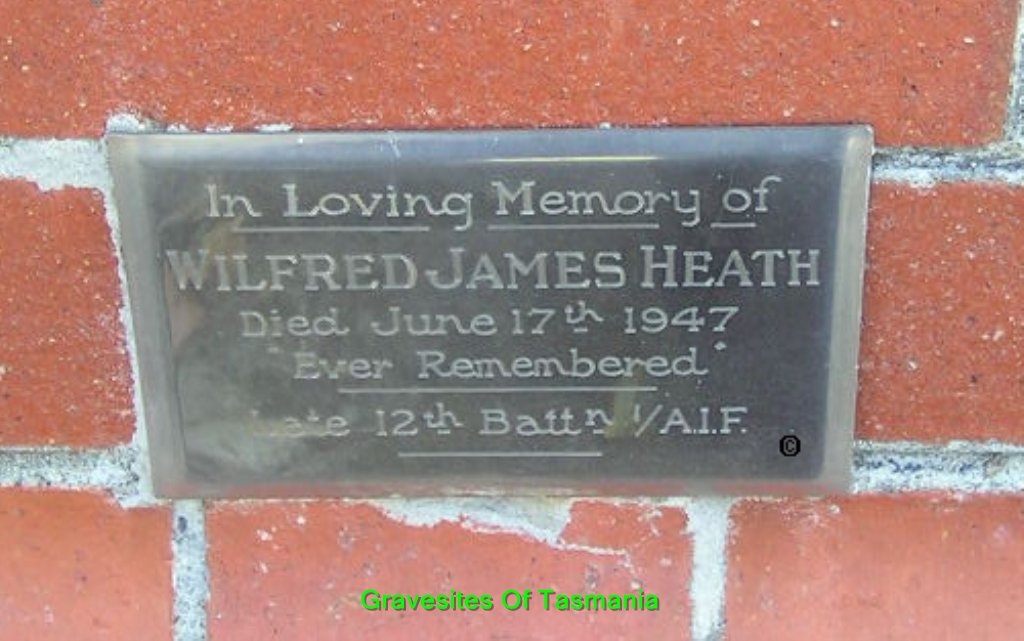 In Loving Memory of
WILFRED JAMES HEATH
Died June 17th 1947
"Ever Remembered"
Late 12th Battn 1/A.I.F.
©
Gravesites Of Tasmania